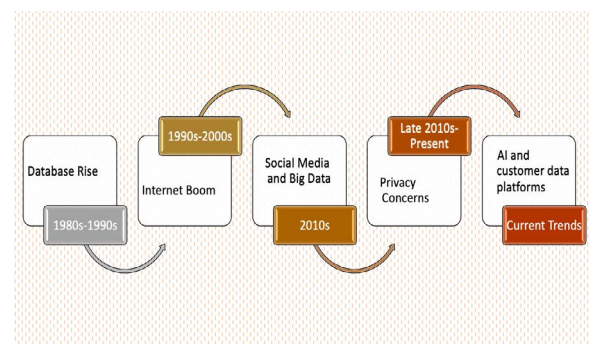 Database Rise
1980s-1990s
1990s-2000s
Internet Boom
Social Media
and Big Data
2010s
Late 2010s-
Present
Privacy
Concerns
AI and
customer data
platforms
Current Trends